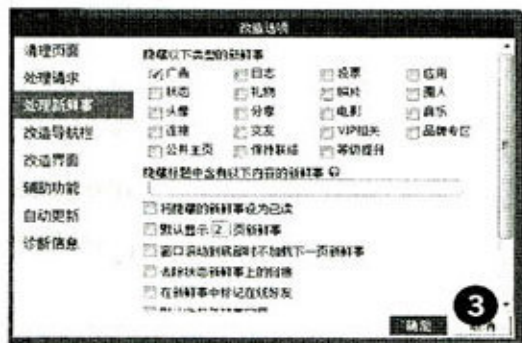 改造选项
清理页面
处理请求
处理新鲜事
改造导航栏
改造界面
辅助功能
自动更新
诊断信息
隐藏以下类型的新鲜事
广告 日志 投票 应用
状态 礼物 照片 圈人
头像 分享 电影 音乐
连接 交友 VIP相关 品牌专区
公共主页 保持联络 等级提升
隐藏标题中含有以下内容的新鲜事
将隐藏的新鲜事设为已读
默认显示 2 页新鲜事
窗口滚动到底部时不加载下一页新鲜事
去除状态新鲜事上的回复
在新鲜事中标记在线好友
确定
3